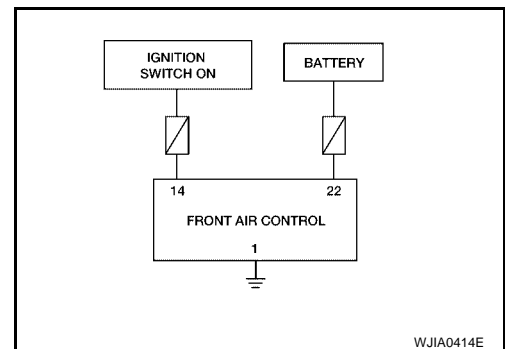 IGNITION
SWITCH ON
BATTERY
14
22
FRONT AIR CONTROL
1
WJIA0414E